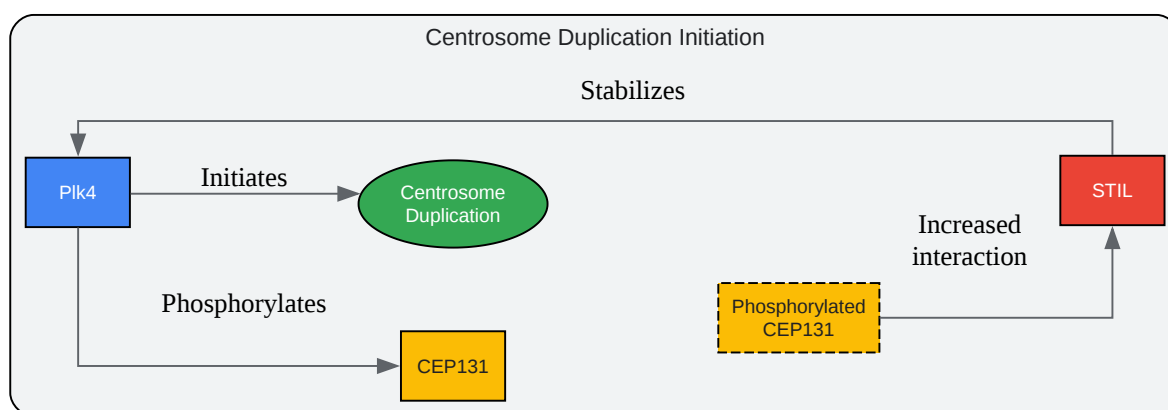 Centrosome Duplication Initiation
Stabilizes
Plk4
Initiates
Centrosome
Duplication
STIL
Increased
interaction
Phosphorylates
Phosphorylated
CEP131
CEP131